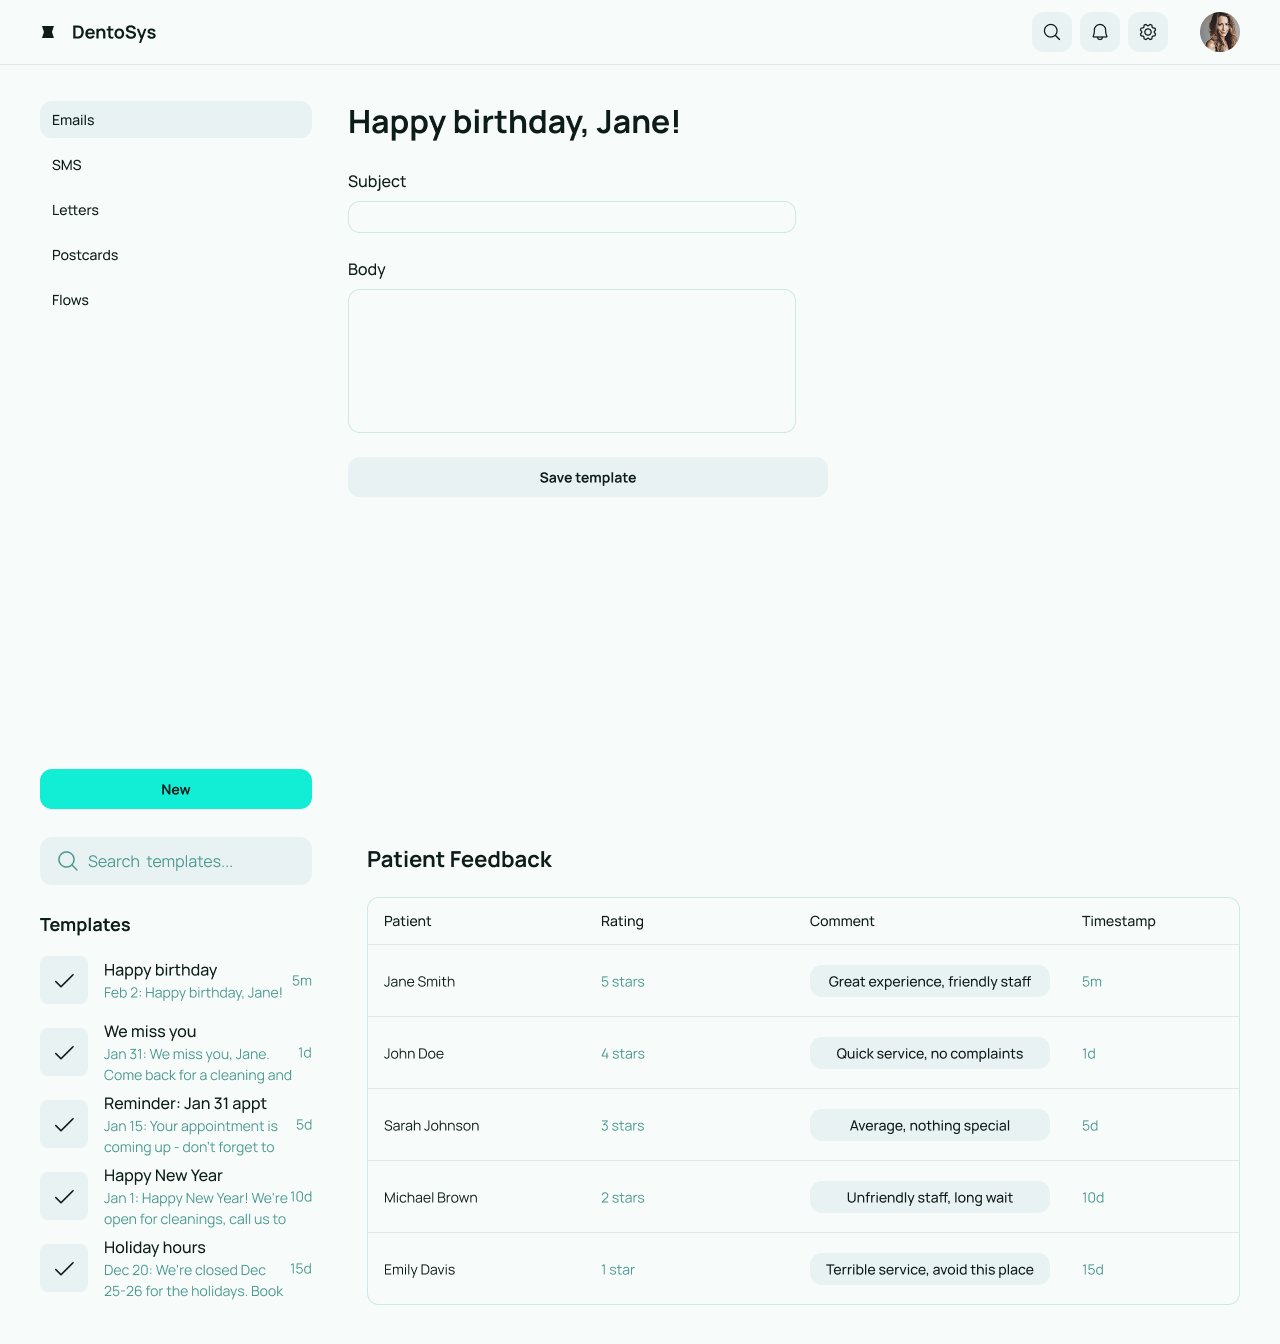 DentoSys
Emails
SMS
Letters
Postcards
Flows
Happy birthday, Jane!
Subject
Body
Save template
New
Search templates...
Templates
Happy birthday
Feb 2: Happy birthday, Jane!
5m
We miss you
Jan 31: We miss you, Jane.
Come back for a cleaning and
1d
Reminder: Jan 31 appt
Jan 15: Your appointment is
coming up - don't forget to
5d
Happy New Year
Jan 1: Happy New Year! We're
open for cleanings, call us to
10d
Holiday hours
Dec 20: We're closed Dec
25-26 for the holidays. Book
15d
Patient Feedback
Patient Rating Comment Timestamp
Jane Smith 5 stars Great experience, friendly staff 5m
John Doe 4 stars Quick service, no complaints 1d
Sarah Johnson 3 stars Average, nothing special 5d
Michael Brown 2 stars Unfriendly staff, long wait 10d
Emily Davis 1 star Terrible service, avoid this place 15d